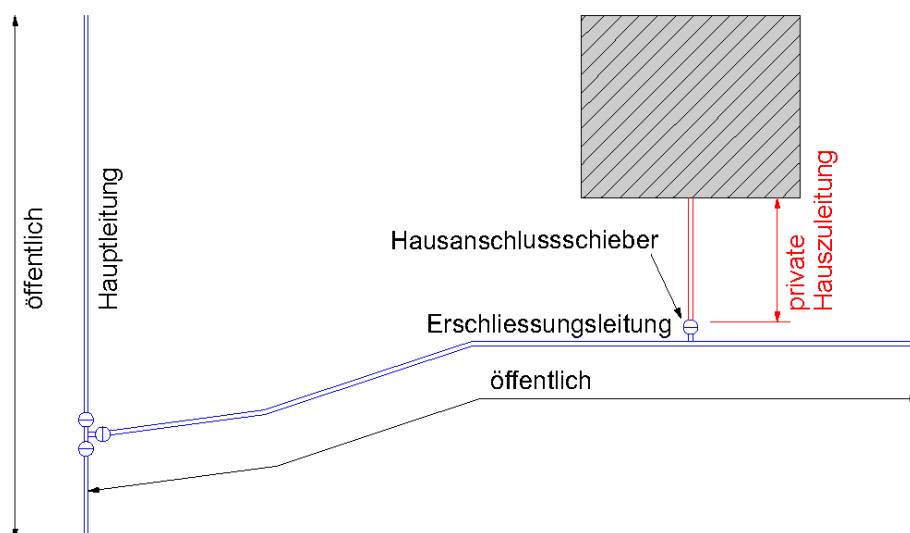 öffentlich
Hauptleitung
Hausanschlussschieber
private
Hauszuleitung
Erschliessungsleitung
öffentlich